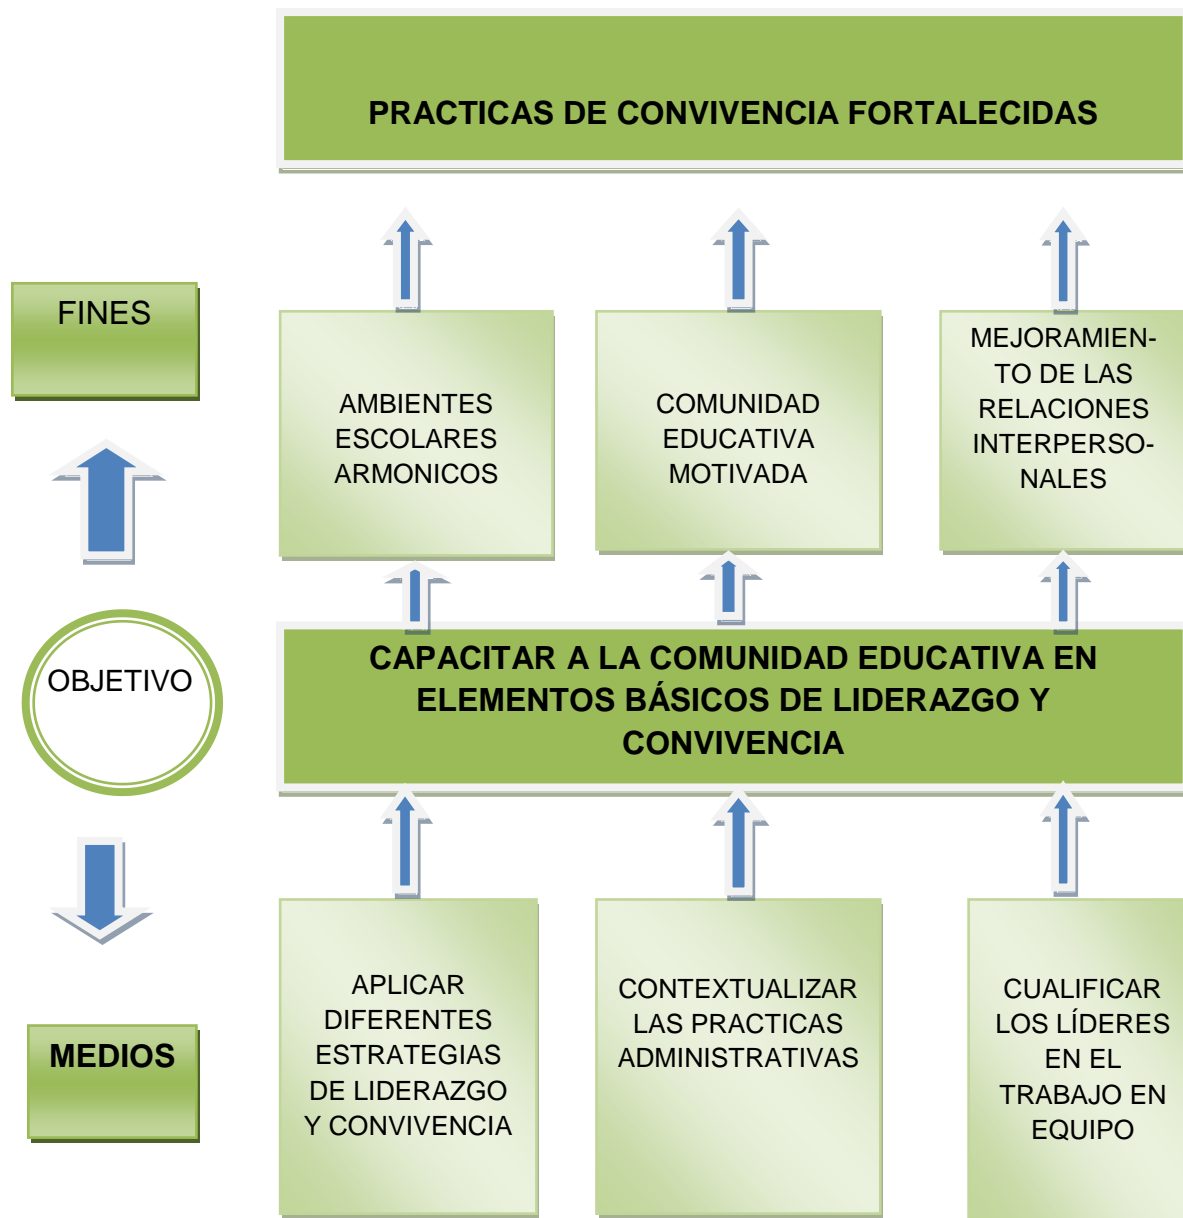 PRACTICAS DE CONVIVENCIA FORTALECIDAS
FINES
AMBIENTES
ESCOLARES
ARMONICOS
COMUNIDAD
EDUCATIVA
MOTIVADA
MEJORAMIEN-
TO DE LAS
RELACIONES
INTERPERSO-
NALES
OBJETIVO
CAPACITAR A LA COMUNIDAD EDUCATIVA EN
ELEMENTOS BÁSICOS DE LIDERAZGO Y
CONVIVENCIA
MEDIOS
APLICAR
DIFERENTES
ESTRATEGIAS
DE LIDERAZGO
Y CONVIVENCIA
CONTEXTUALIZAR
LAS PRACTICAS
ADMINISTRATIVAS
CUALIFICAR
LOS LÍDERES
EN EL
TRABAJO EN
EQUIPO